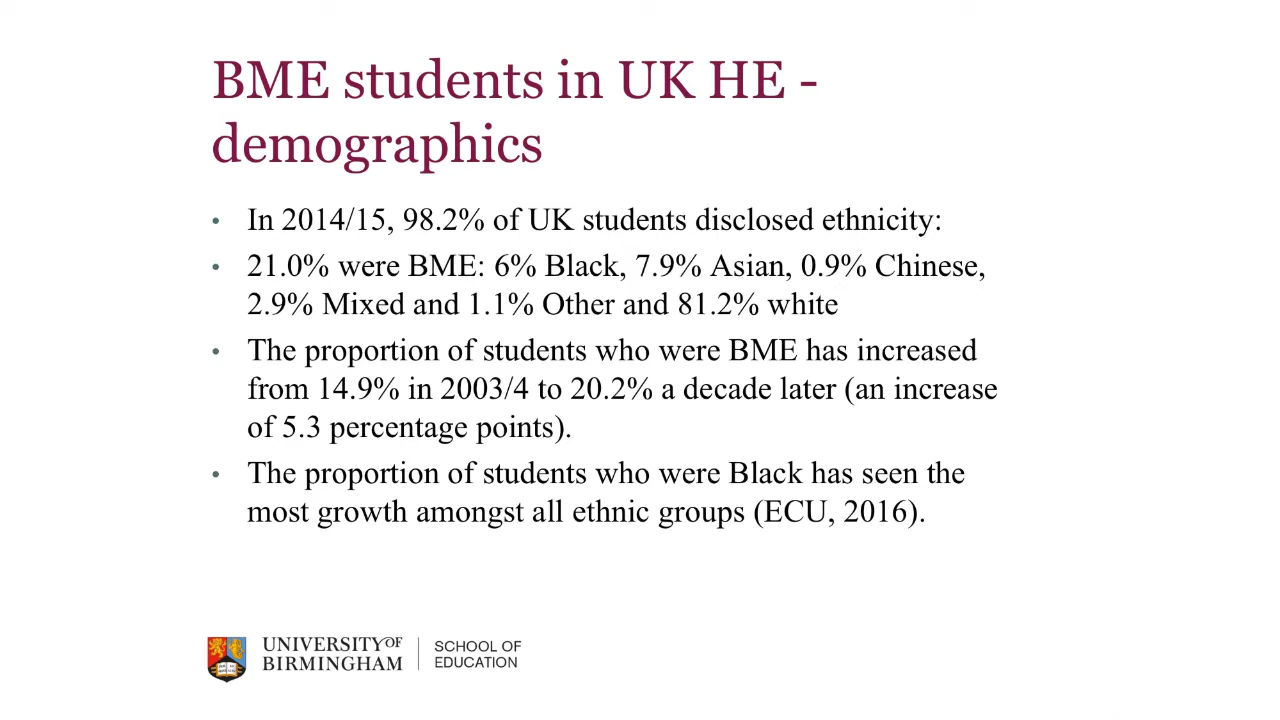 BME students in UK HE -
demographics
• In 2014/15, 98.2% of UK students disclosed ethnicity:
• 21.0% were BME: 6% Black, 7.9% Asian, 0.9% Chinese,
2.9% Mixed and 1.1% Other and 81.2% white
• The proportion of students who were BME has increased
from 14.9% in 2003/4 to 20.2% a decade later (an increase
of 5.3 percentage points).
• The proportion of students who were Black has seen the
most growth amongst all ethnic groups (ECU, 2016).
UNIVERSITY OF
BIRMINGHAM
SCHOOL OF
EDUCATION